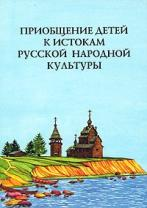 ПРИОБЩЕНИЕ ДЕТЕЙ
К ИСТОКАМ
РУССКОЙ НАРОДНОЙ
КУЛЬТУРЫ